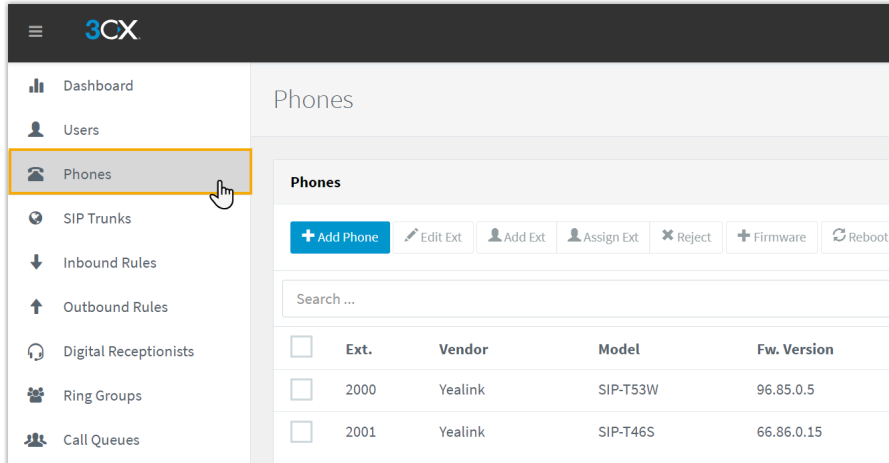 3CX
Dashboard
Users
Phones
SIP Trunks
Inbound Rules
Outbound Rules
Digital Receptionists
Ring Groups
Call Queues
Phones
Phones
Add Phone Edit Ext Add Ext Assign Ext Reject Firmware Reboot
Search ...
Ext. Vendor Model Fw. Version
2000 Yealink SIP-T53W 96.85.0.5
2001 Yealink SIP-T46S 66.86.0.15